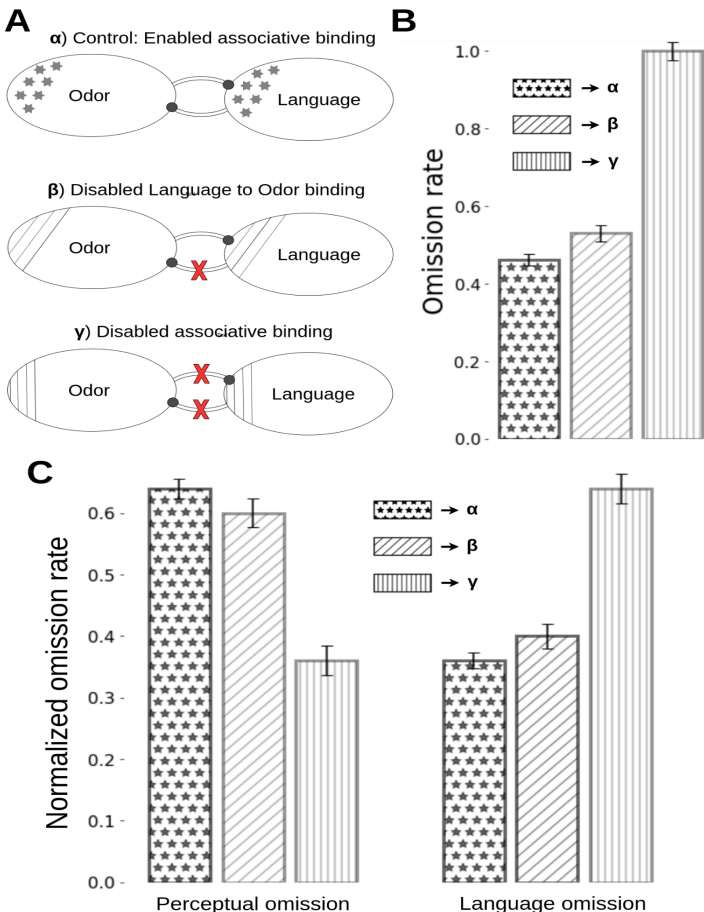 A
α) Control: Enabled associative binding
Odor
Language
β) Disabled Language to Odor binding
Odor
Language
X
γ) Disabled associative binding
Odor
Language
X
X
B
Omission rate
1.0
0.8
0.6
0.4
0.2
0.0
α
β
γ
C
Normalized omission rate
0.6
0.5
0.4
0.3
0.2
0.1
0.0
α
β
γ
Perceptual omission
Language omission